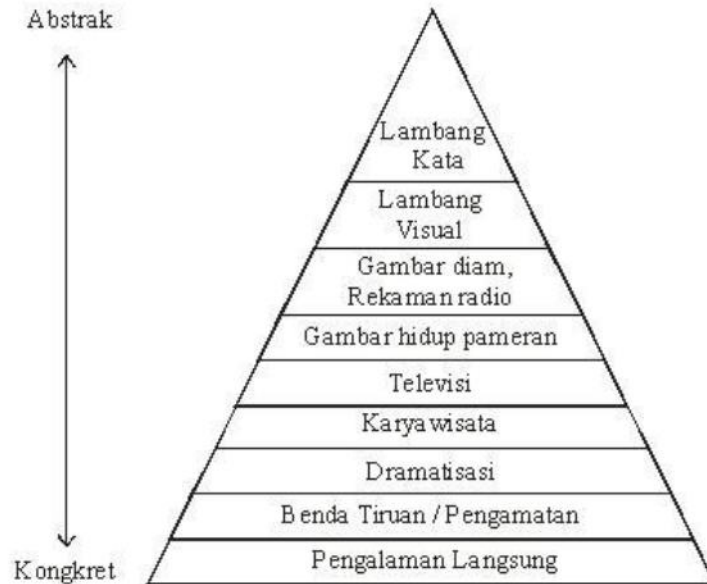 Abstrak
Lambang
Kata
Lambang
Visual
Gambar diam,
Rekaman radio
Gambar hidup pameran
Televisi
Karyawisata
Dramatisasi
Benda Tiruan / Pengamatan
Pengalaman Langsung
Kongkret